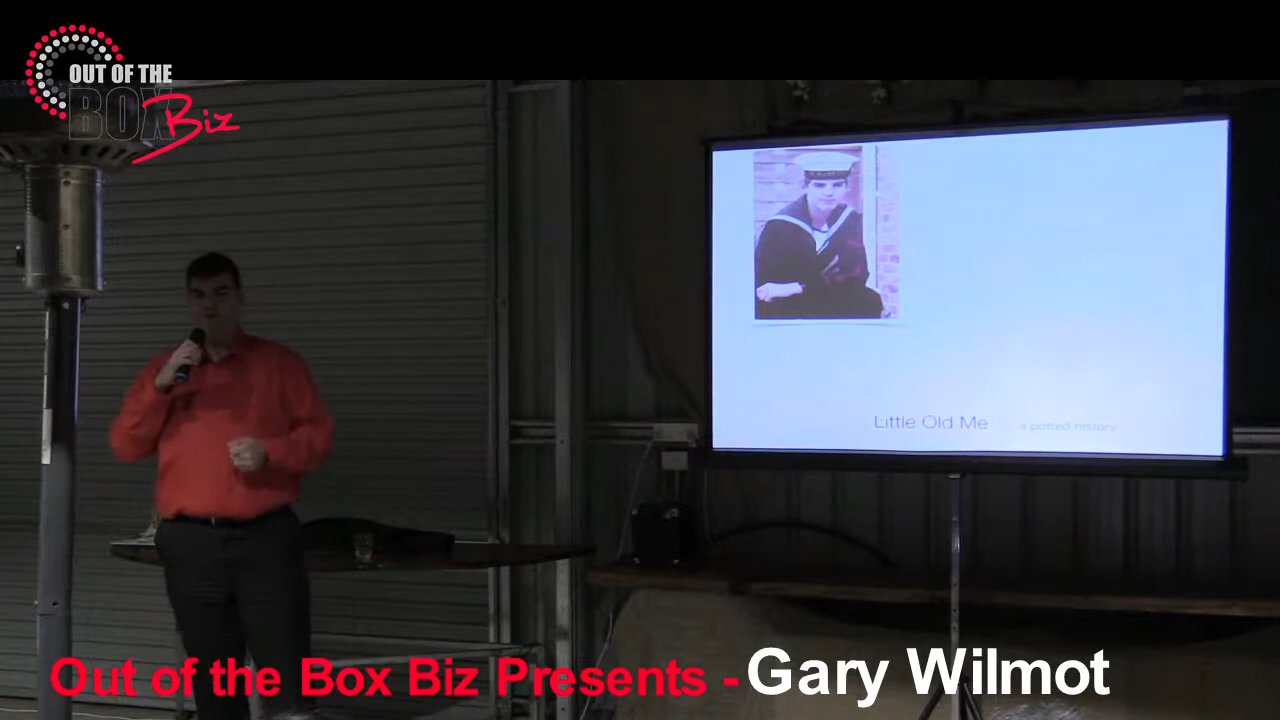 OUT OF THE
BOX Biz
Little Old Me
a potted history
Out of the Box Biz Presents - Gary Wilmot